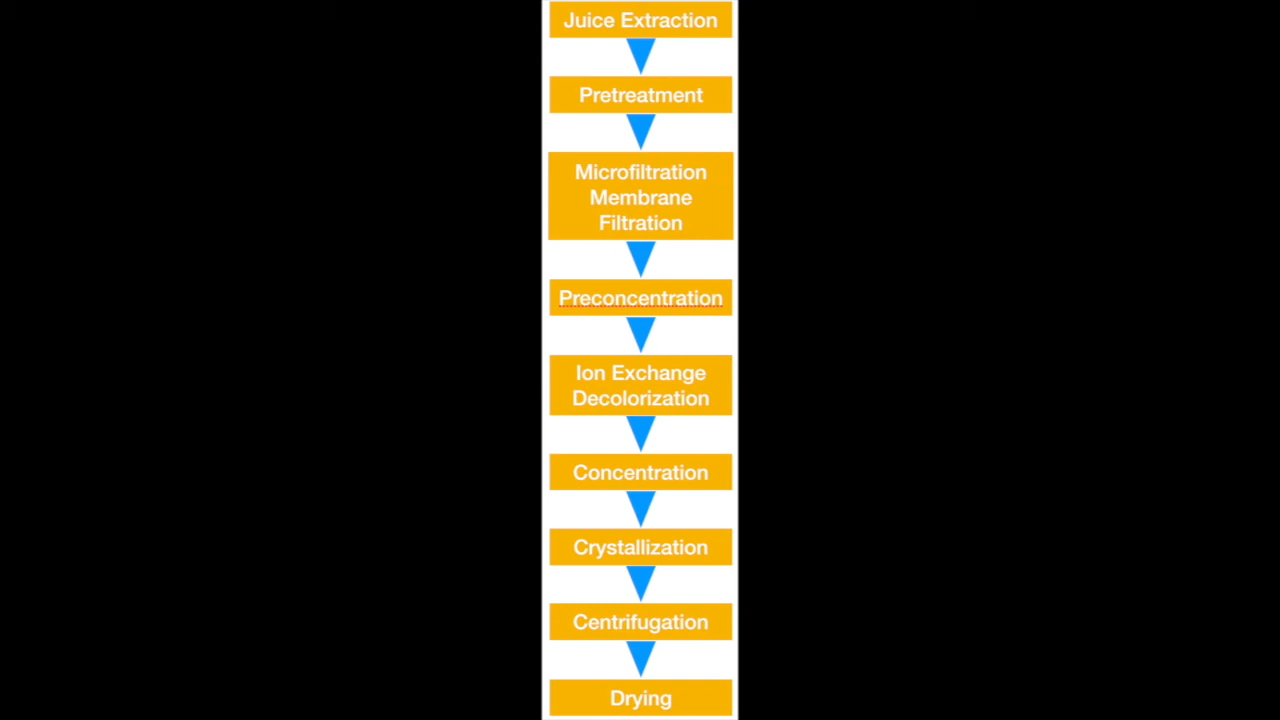 Juice Extraction
Pretreatment
Microfiltration
Membrane
Filtration
Preconcentration
Ion Exchange
Decolorization
Concentration
Crystallization
Centrifugation
Drying